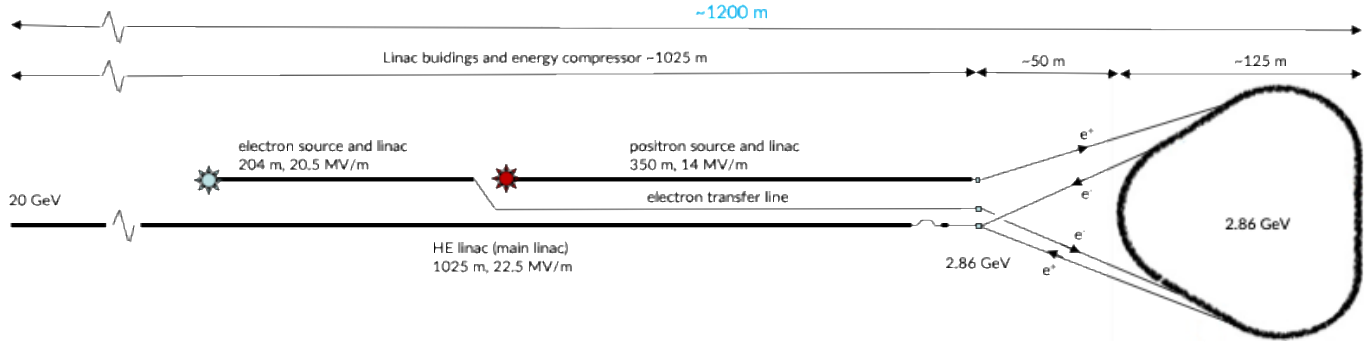 ~1200 m
Linac buidings and energy compressor ~1025 m
~50 m
~125 m
electron source and linac
204 m, 20.5 MV/m
positron source and linac
350 m, 14 MV/m
e⁺
e⁻
20 GeV
electron transfer line
2.86 GeV
HE linac (main linac)
1025 m, 22.5 MV/m
2.86 GeV
e⁻
e⁺